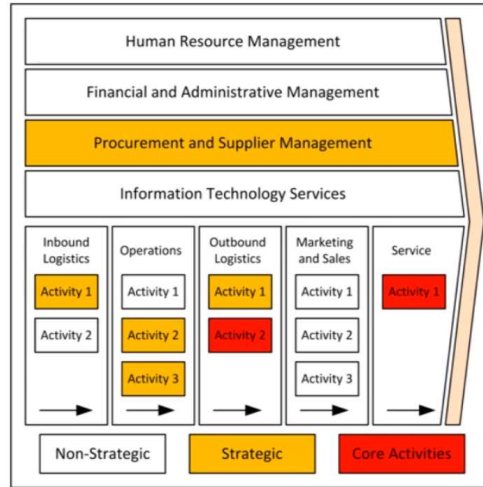 Human Resource Management
Financial and Administrative Management
Procurement and Supplier Management
Information Technology Services
Inbound
Logistics
Activity 1
Activity 2
Operations
Activity 1
Activity 2
Activity 3
Outbound
Logistics
Activity 1
Activity 2
Marketing
and Sales
Activity 1
Activity 2
Activity 3
Service
Activity 1
Non-Strategic
Strategic
Core Activities